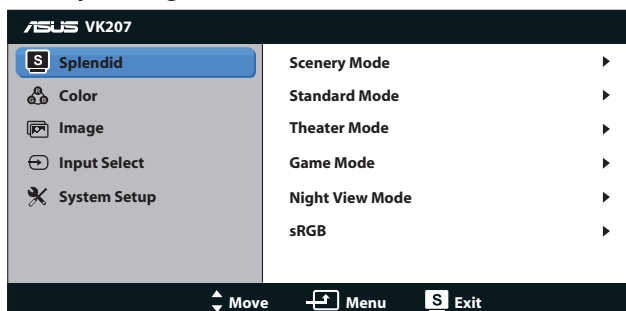 ASUS VK207
S Splendid
Color
Image
Input Select
System Setup
Scenery Mode
Standard Mode
Theater Mode
Game Mode
Night View Mode
sRGB
Move Menu S Exit